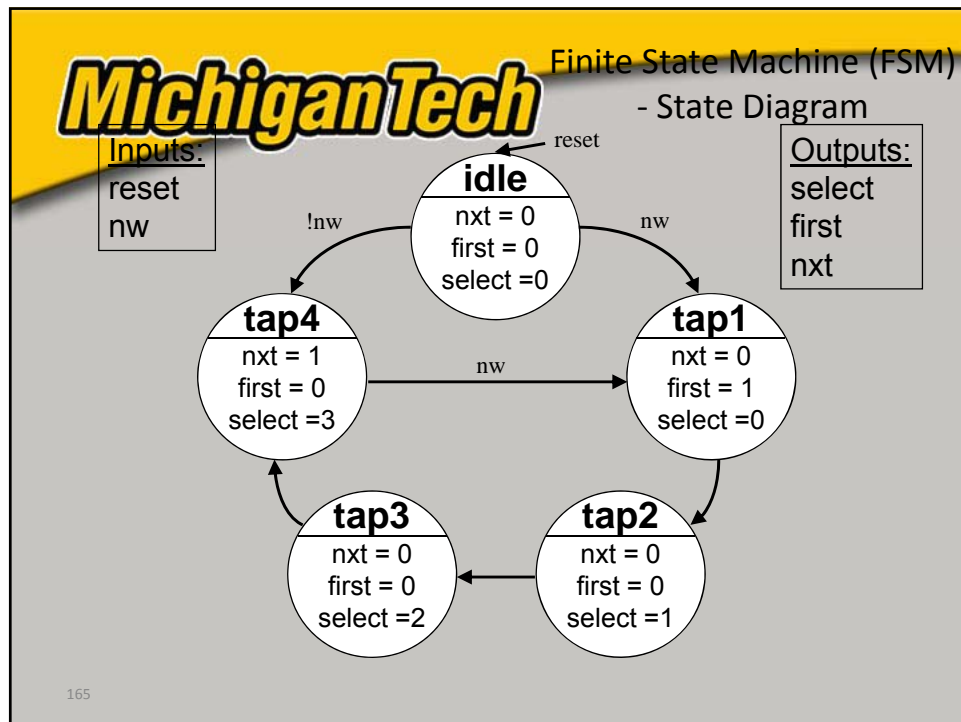 MichiganTech
Finite State Machine (FSM)
- State Diagram
Inputs:
reset
nw
Outputs:
select
first
nxt
reset
idle
nxt = 0
first = 0
select =0
!nw
nw
tap4
nxt = 1
first = 0
select =3
nw
tap1
nxt = 0
first = 1
select =0
tap3
nxt = 0
first = 0
select =2
tap2
nxt = 0
first = 0
select =1
165